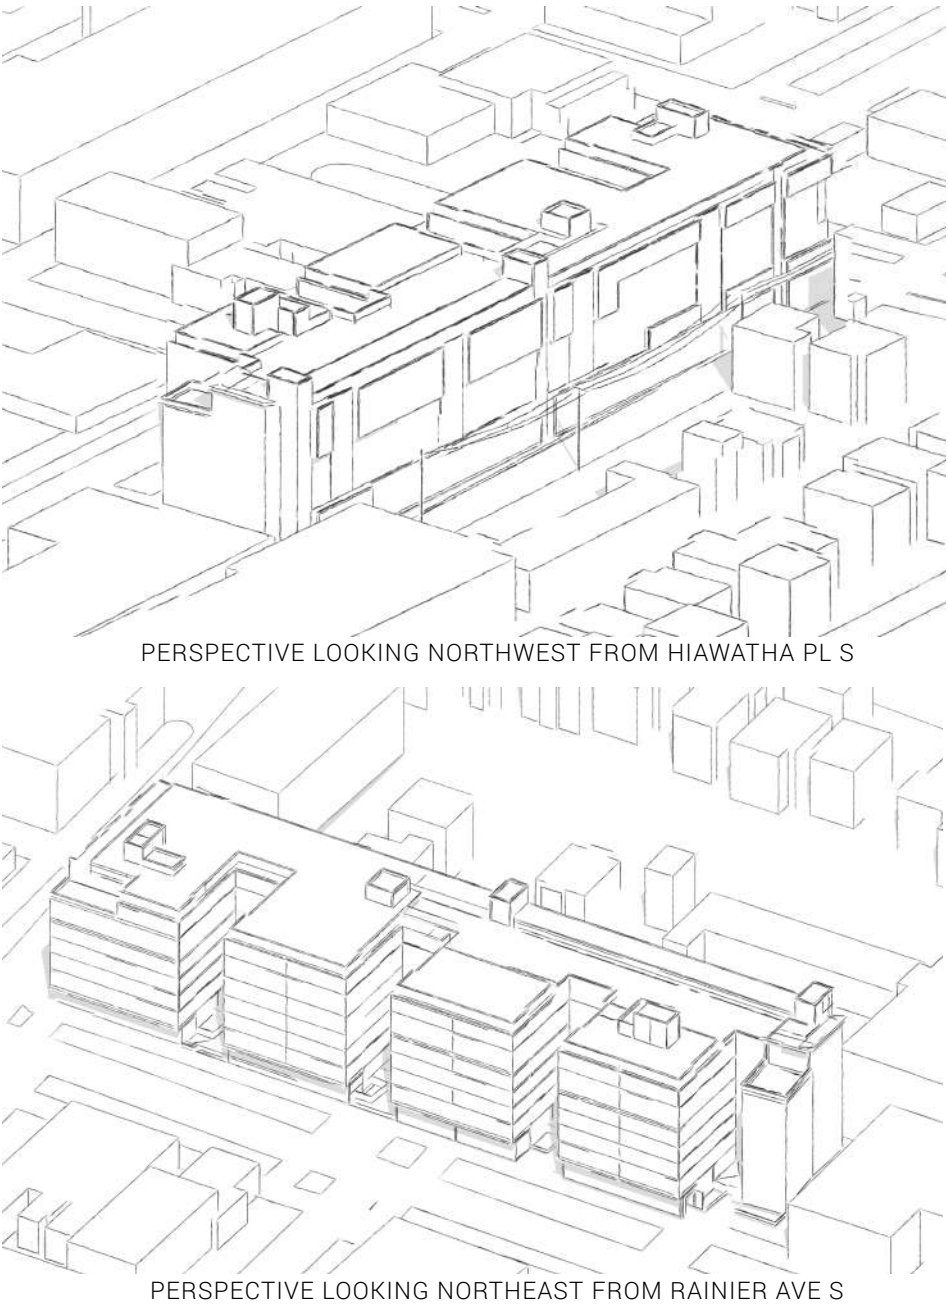 PERSPECTIVE LOOKING NORTHWEST FROM HIAWATHA PL S
PERSPECTIVE LOOKING NORTHEAST FROM RAINIER AVE S